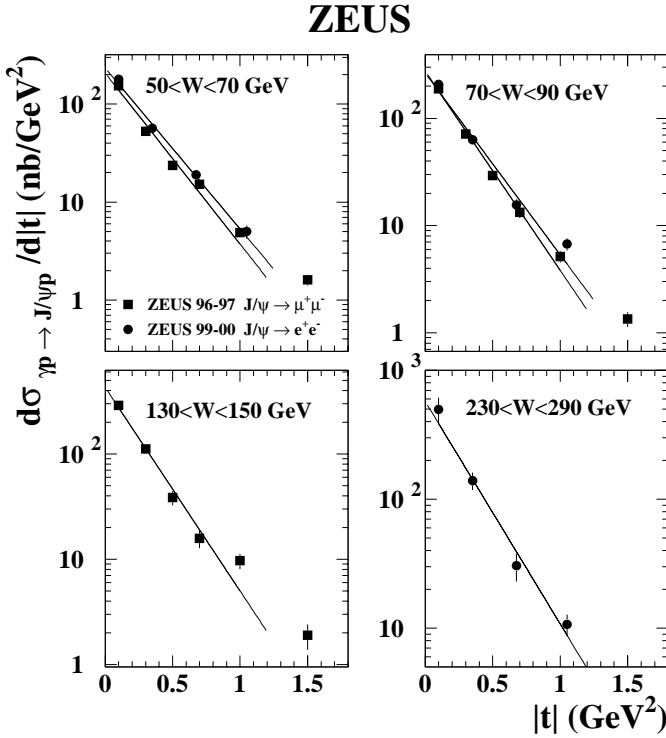 ZEUS
dσ γp → J/ψp /d|t| (nb/GeV²)
50<W<70 GeV
10²
10
1
■ ZEUS 96-97 J/ψ → μ⁺μ⁻
● ZEUS 99-00 J/ψ → e⁺e⁻
70<W<90 GeV
10²
10
1
130<W<150 GeV
10²
10
1
0 0.5 1 1.5
230<W<290 GeV
10³
10²
10
0 0.5 1 1.5
|t| (GeV²)